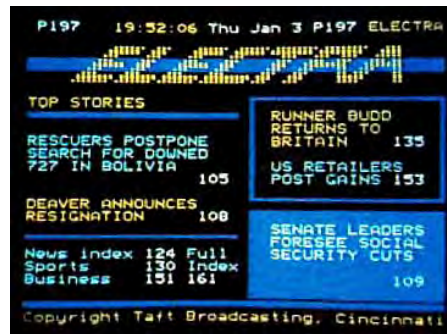 P197 19:52:06 Thu Jan 3 P197 ELECTRA
ELECTRA
TOP STORIES
RESCUERS POSTPONE
SEARCH FOR DOWNED
727 IN BOLIVIA
105
DEAVER ANNOUNCES
RESIGNATION 108
News index 124 Full
Sports 130 Index
Business 151 161
RUNNER BUDD
RETURNS TO
BRITAIN 135
US RETAILERS
POST GAINS 153
SENATE LEADERS
FORESEE SOCIAL
SECURITY CUTS
109
Copyright Taft Broadcasting, Cincinnati